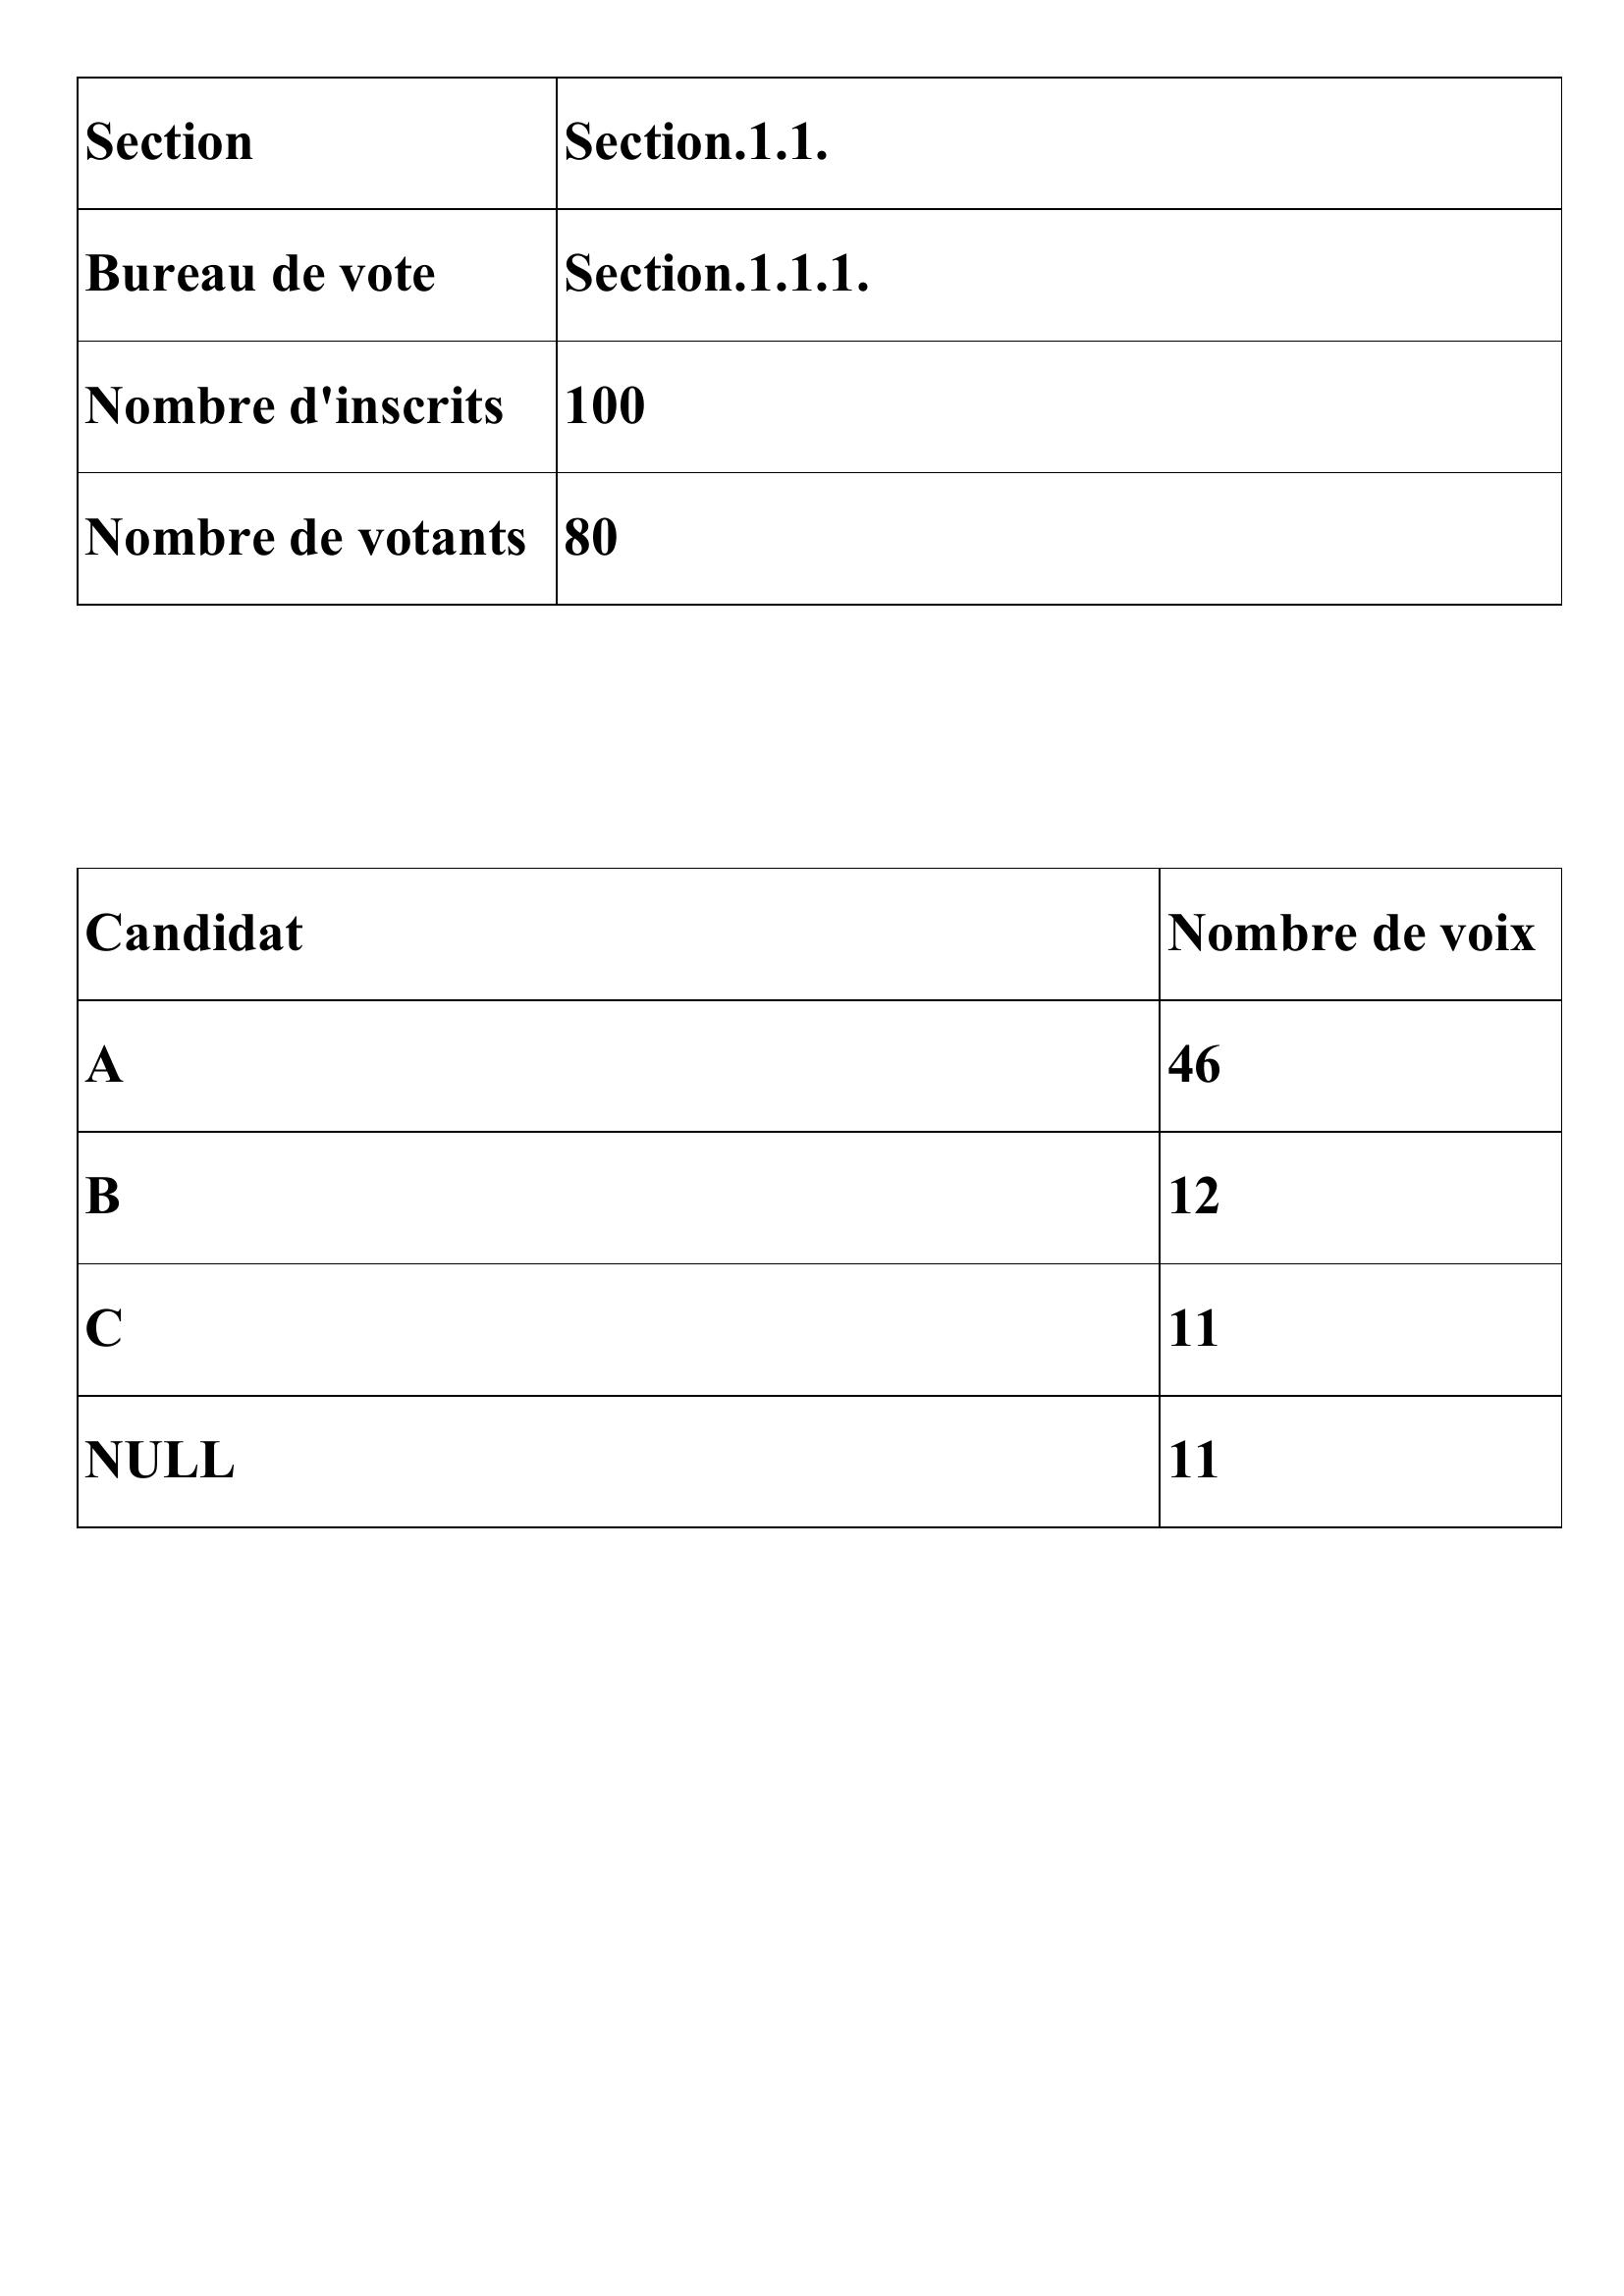 Section Section.1.1.
Bureau de vote Section.1.1.1.
Nombre d'inscrits 100
Nombre de votants 80
Candidat Nombre de voix
A 46
B 12
C 11
NULL 11